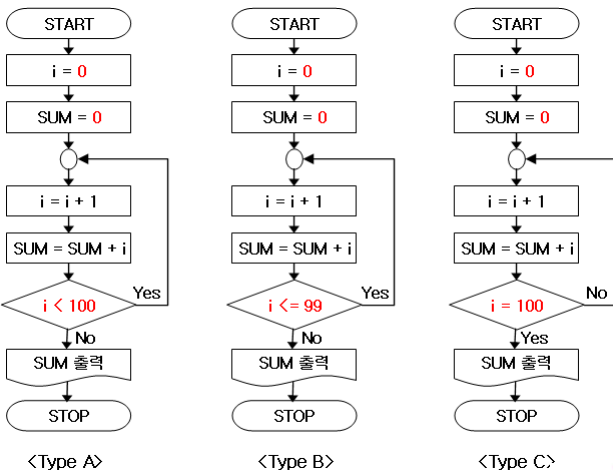 START
i = 0
SUM = 0
i = i + 1
SUM = SUM + i
i < 100
Yes
No
SUM 출력
STOP
<Type A>
START
i = 0
SUM = 0
i = i + 1
SUM = SUM + i
i <= 99
Yes
No
SUM 출력
STOP
<Type B>
START
i = 0
SUM = 0
i = i + 1
SUM = SUM + i
i = 100
No
Yes
SUM 출력
STOP
<Type C>